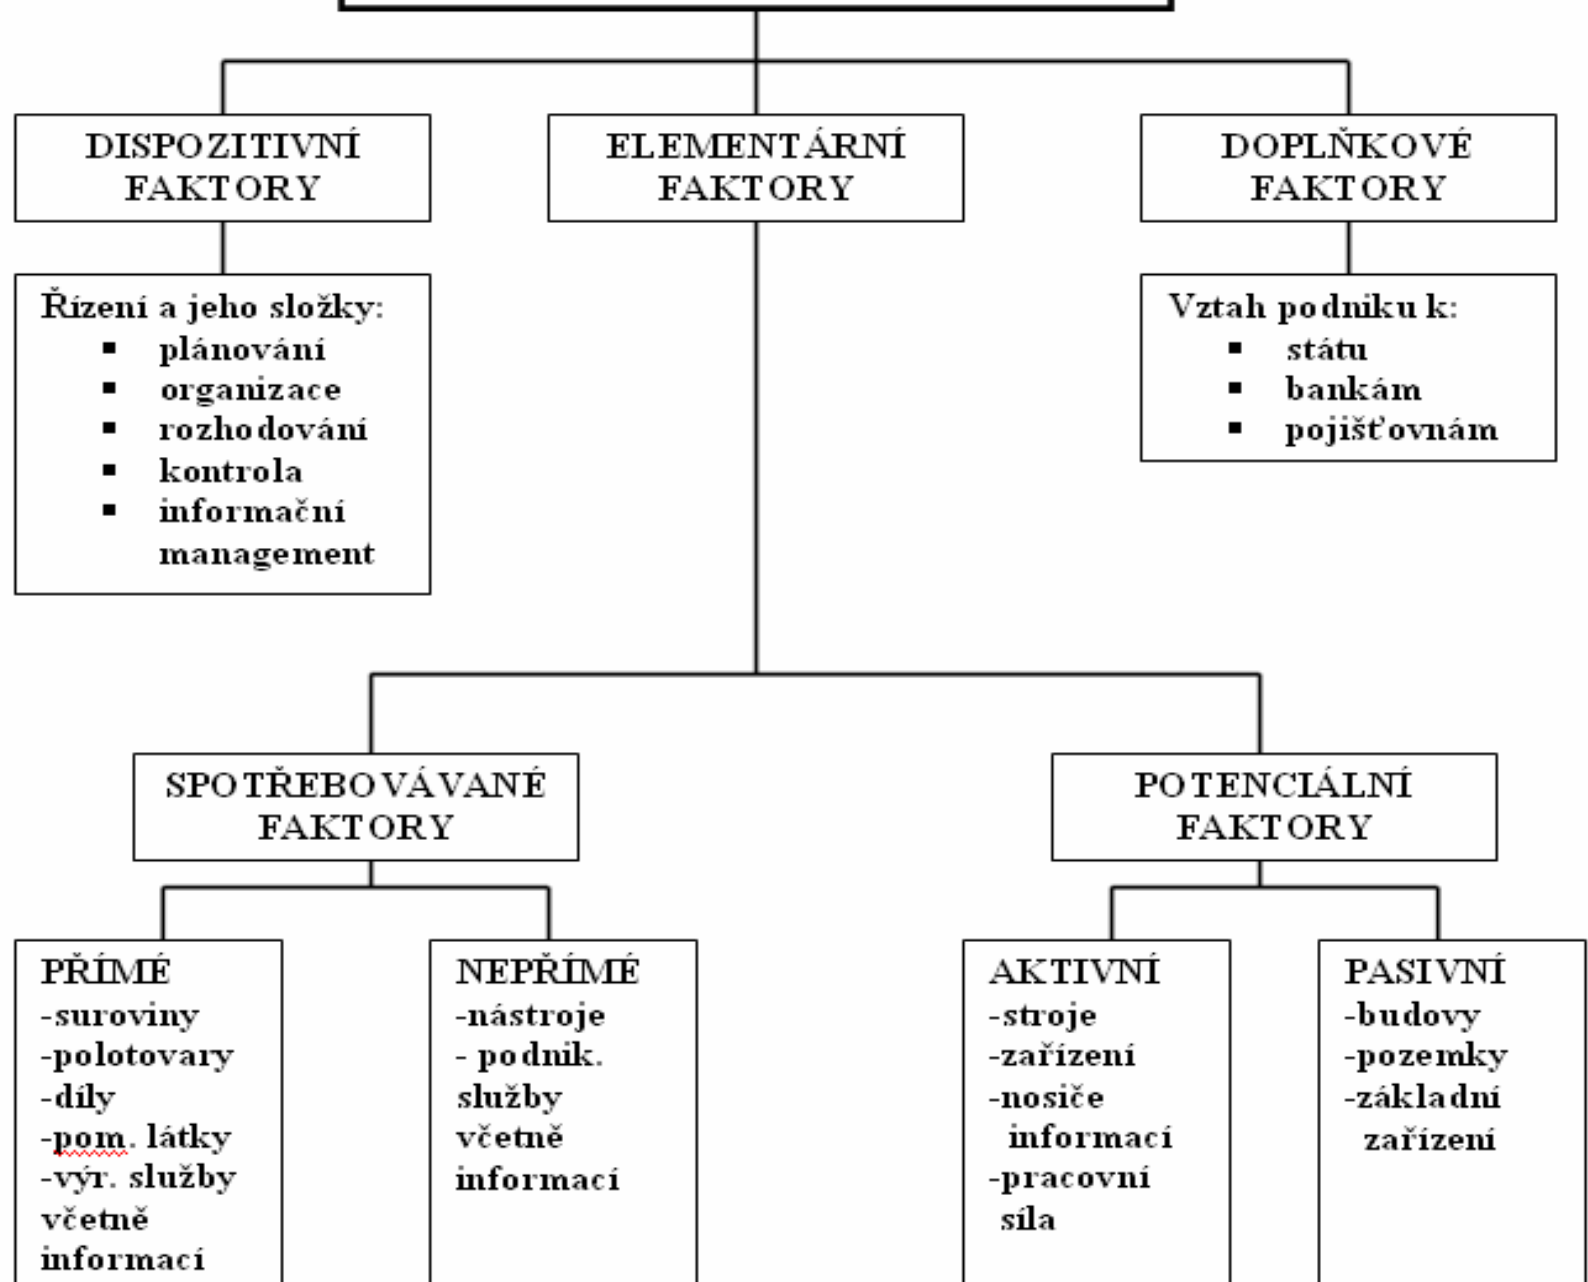 DISPOZITIVNÍ
FAKTORY
ELEMENTÁRNÍ
FAKTORY
DOPLŇKOVÉ
FAKTORY
Řízení a jeho složky:
▪ plánování
▪ organizace
▪ rozhodování
▪ kontrola
▪ informační
management
Vztah podniku k:
▪ státu
▪ bankám
▪ pojišťovnám
SPOTŘEBOVÁVANÉ
FAKTORY
POTENCIÁLNÍ
FAKTORY
PŘÍMÉ
-suroviny
-polotovary
-díly
-pom. látky
-výr. služby
včetně
informací
NEPŘÍMÉ
-nástroje
- podnik.
služby
včetně
informací
AKTIVNÍ
-stroje
-zařízení
-nosiče
informací
-pracovní
síla
PASIVNÍ
-budovy
-pozemky
-základní
zařízení